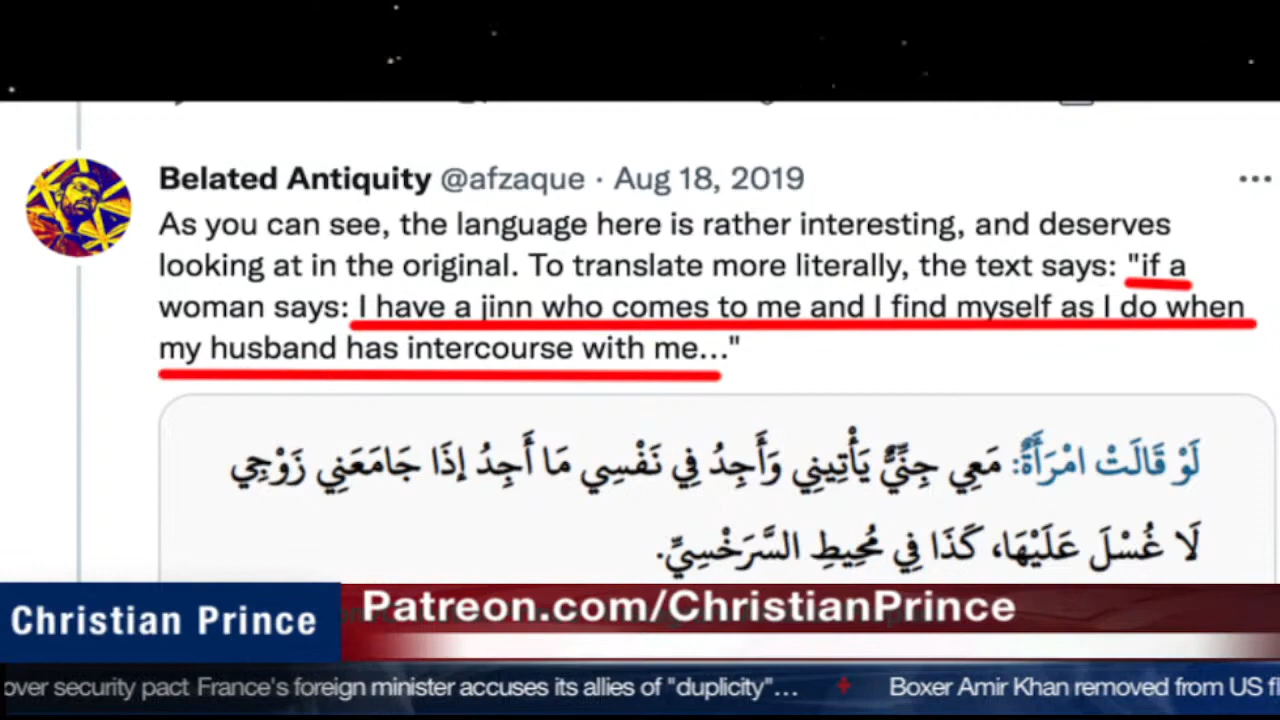 Belated Antiquity @afzaque · Aug 18, 2019
As you can see, the language here is rather interesting, and deserves
looking at in the original. To translate more literally, the text says: "if a
woman says: I have a jinn who comes to me and I find myself as I do when
my husband has intercourse with me..."
لَوْ قَالَتْ امْرَأَةٌ: مَعِي جِنِّيٌّ يَأْتِينِي وَأَجِدُ فِي نَفْسِي مَا أَجِدُ إذَا جَامَعَنِي زَوْجِي
لَا غُسْلَ عَلَيْهَا، كَذَا فِي مُحِيطِ السَّرَخْسِيِّ.
Christian Prince
Patreon.com/ChristianPrince
over security pact France's foreign minister accuses its allies of "duplicity"... + Boxer Amir Khan removed from US